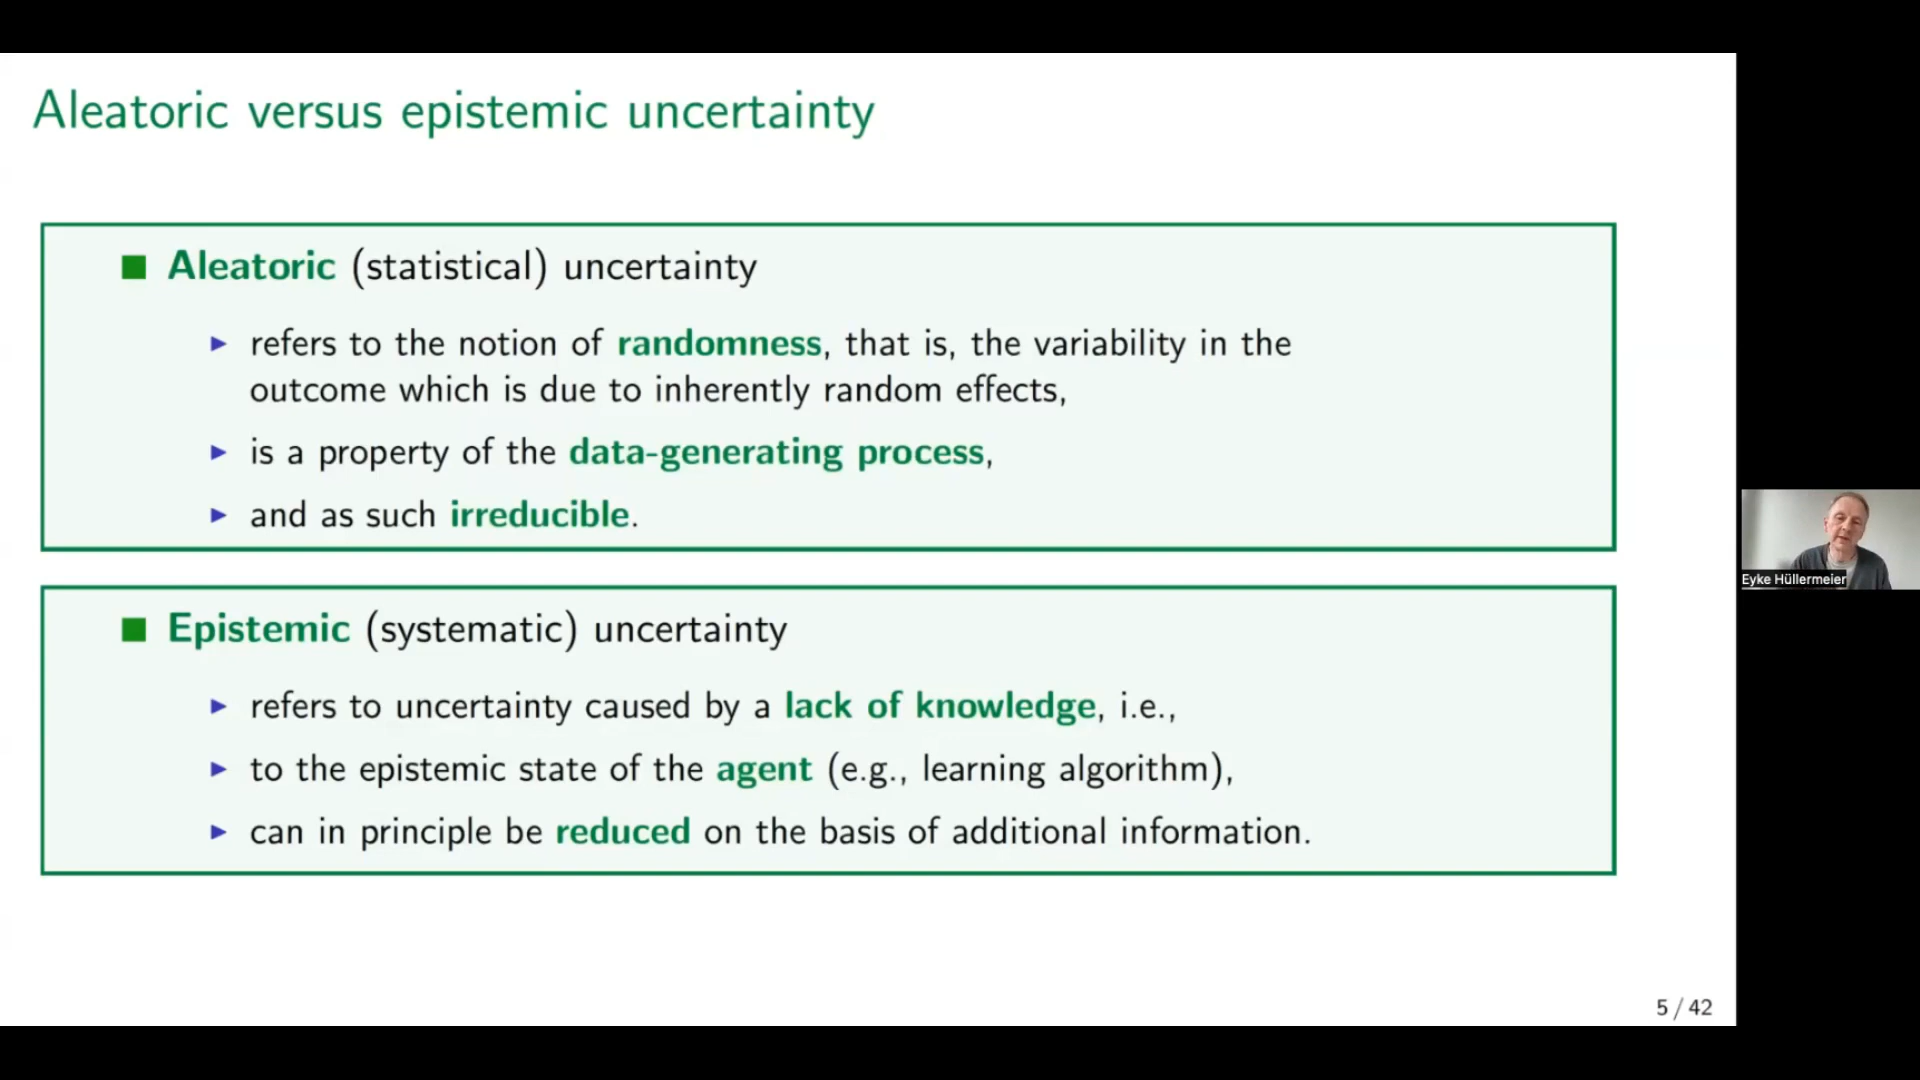 Aleatoric versus epistemic uncertainty
Aleatoric (statistical) uncertainty
refers to the notion of randomness, that is, the variability in the
outcome which is due to inherently random effects,
is a property of the data-generating process,
and as such irreducible.
Epistemic (systematic) uncertainty
refers to uncertainty caused by a lack of knowledge, i.e.,
to the epistemic state of the agent (e.g., learning algorithm),
can in principle be reduced on the basis of additional information.
Eyke Hüllermeier
5 / 42